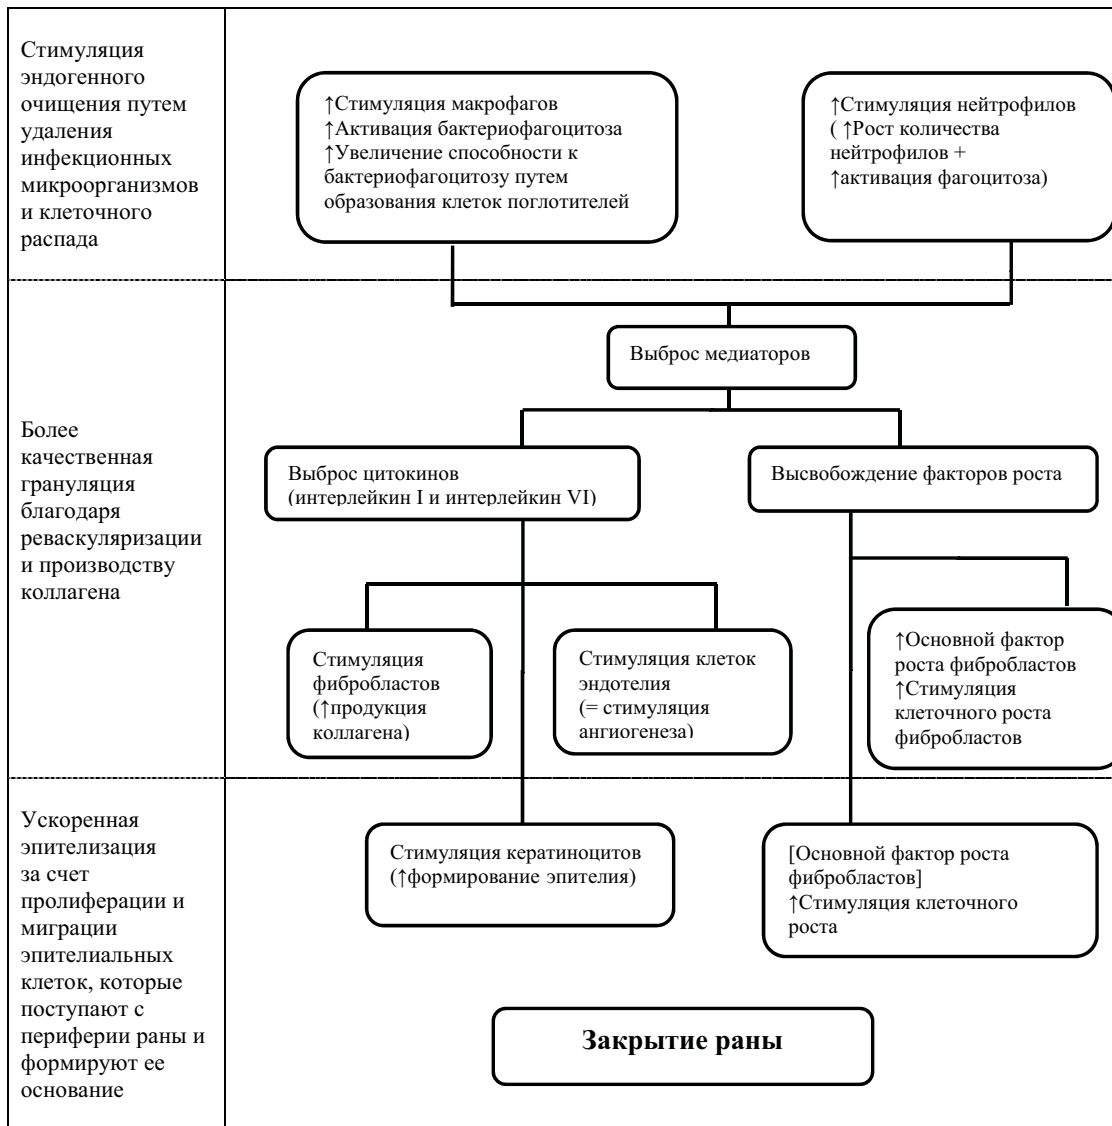 Стимуляция
эндогенного
очищения путем
удаления
инфекционных
микроорганизмов
и клеточного
распада
↑Стимуляция макрофагов
↑Активация бактериофагоцитоза
↑Увеличение способности к
бактериофагоцитозу путем
образования клеток поглотителей
↑Стимуляция нейтрофилов
( ↑Рост количества
нейтрофилов +
↑активация фагоцитоза)
Более
качественная
грануляция
благодаря
реваскуляризации
и производству
коллагена
Выброс медиаторов
Выброс цитокинов
(интерлейкин I и интерлейкин VI)
Высвобождение факторов роста
Стимуляция
фибробластов
(↑продукция
коллагена)
Стимуляция клеток
эндотелия
(= стимуляция
ангиогенеза)
↑Основной фактор
роста фибробластов
↑Стимуляция
клеточного роста
фибробластов
Ускоренная
эпителизация
за счет
пролиферации и
миграции
эпителиальных
клеток, которые
поступают с
периферии раны и
формируют ее
основание
Стимуляция кератиноцитов
(↑формирование эпителия)
[Основной фактор роста
фибробластов]
↑Стимуляция клеточного
роста
Закрытие раны